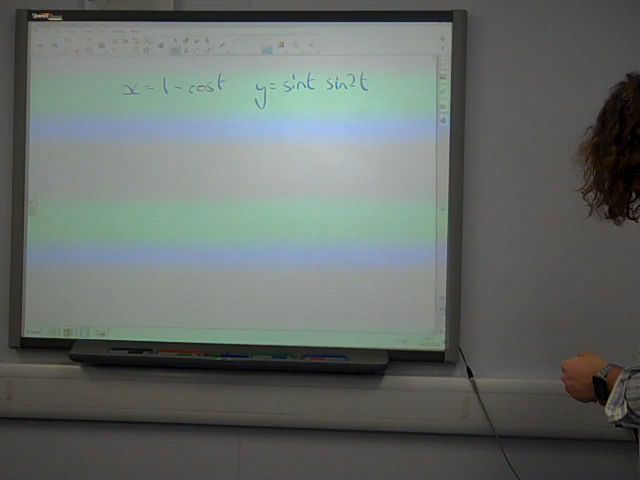 x = 1 - cost y = sint sin2t